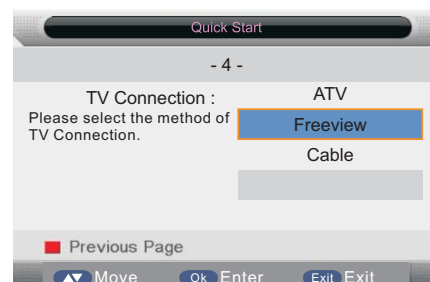 Quick Start
- 4 -
TV Connection :
Please select the method of
TV Connection.
ATV
Freeview
Cable
Previous Page
Move Ok Enter Exit Exit